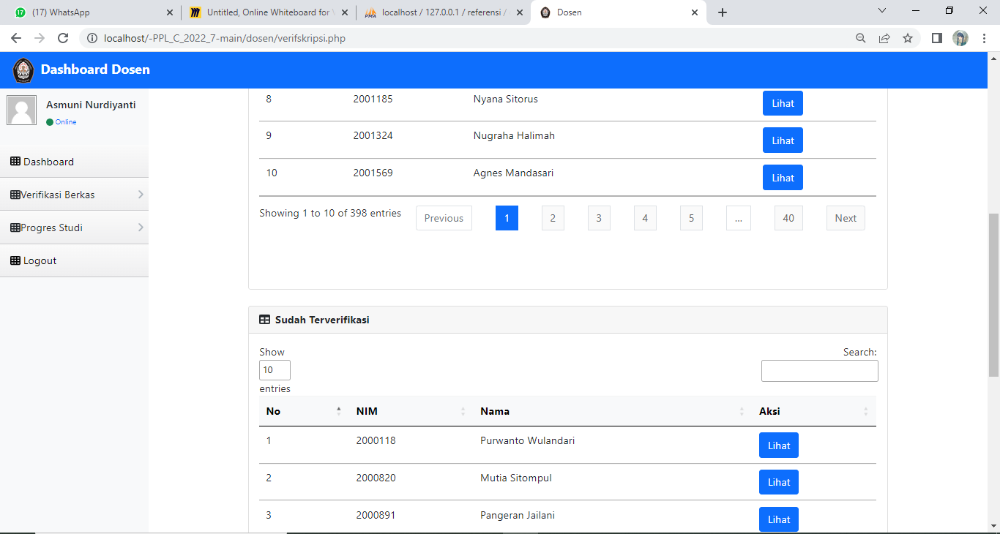 (17) WhatsApp
Untitled, Online Whiteboard for
localhost / 127.0.0.1 / referensi /
Dosen
localhost/-PPL_C_2022_7-main/dosen/verifskripsi.php
Dashboard Dosen
Asmuni Nurdiyanti
Online
Dashboard
Verifikasi Berkas
Progres Studi
Logout
8 2001185 Nyana Sitorus Lihat
9 2001324 Nugraha Halimah Lihat
10 2001569 Agnes Mandasari Lihat
Showing 1 to 10 of 398 entries Previous 1 2 3 4 5 ... 40 Next
Sudah Terverifikasi
Show
10
entries
Search:
No NIM Nama Aksi
1 2000118 Purwanto Wulandari Lihat
2 2000820 Mutia Sitompul Lihat
3 2000891 Pangeran Jailani Lihat